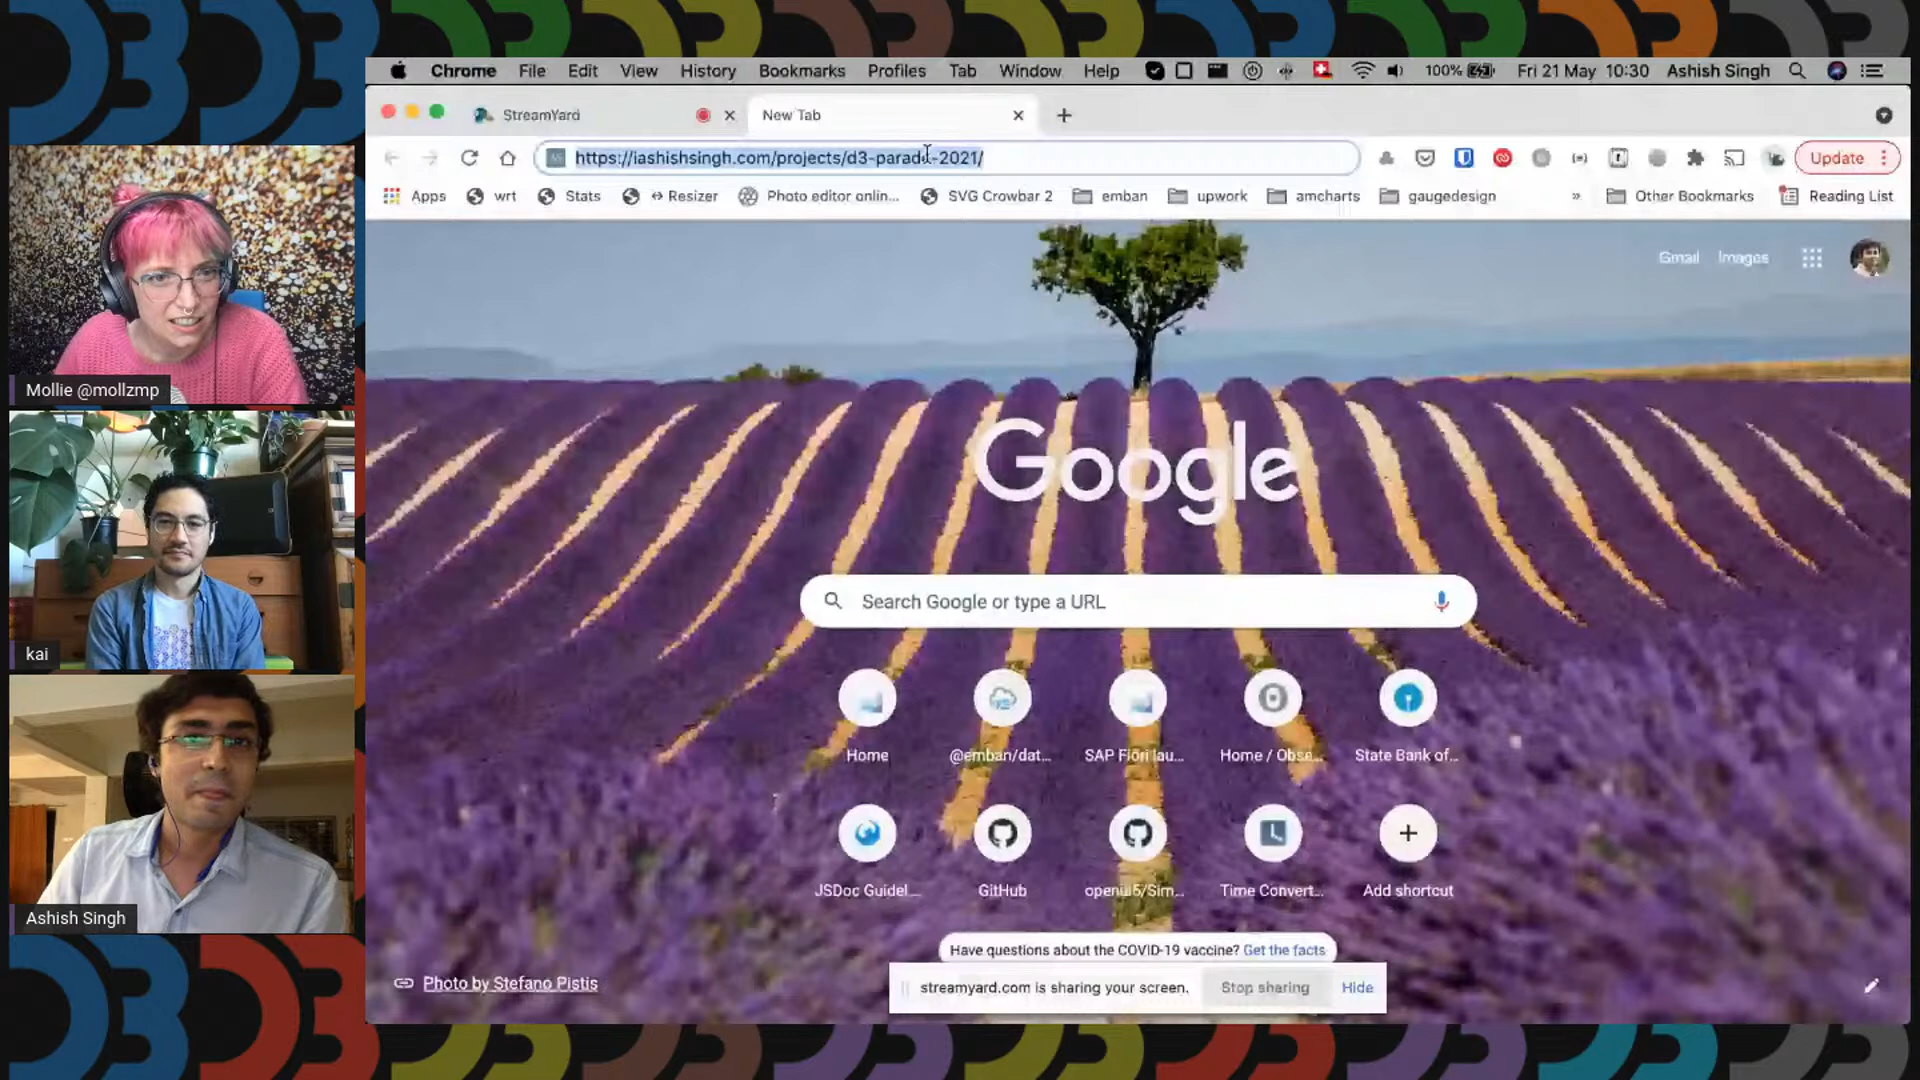 Chrome File Edit View History Bookmarks Profiles Tab Window Help 100% Fri 21 May 10:30 Ashish Singh
StreamYard New Tab
https://iashishsingh.com/projects/d3-parade-2021/
Update
Apps wrt Stats ↔ Resizer Photo editor onlin... SVG Crowbar 2 emban upwork amcharts gaugedesign » Other Bookmarks Reading List
Gmail Images
Mollie @mollzmp
Google
Search Google or type a URL
kai
Home @emban/dat... SAP Fiori lau... Home / Obse... State Bank of...
JSDoc Guidel... GitHub openui5/Sim... Time Convert... Add shortcut
Ashish Singh
Have questions about the COVID-19 vaccine? Get the facts
Photo by Stefano Pistis
streamyard.com is sharing your screen. Stop sharing Hide